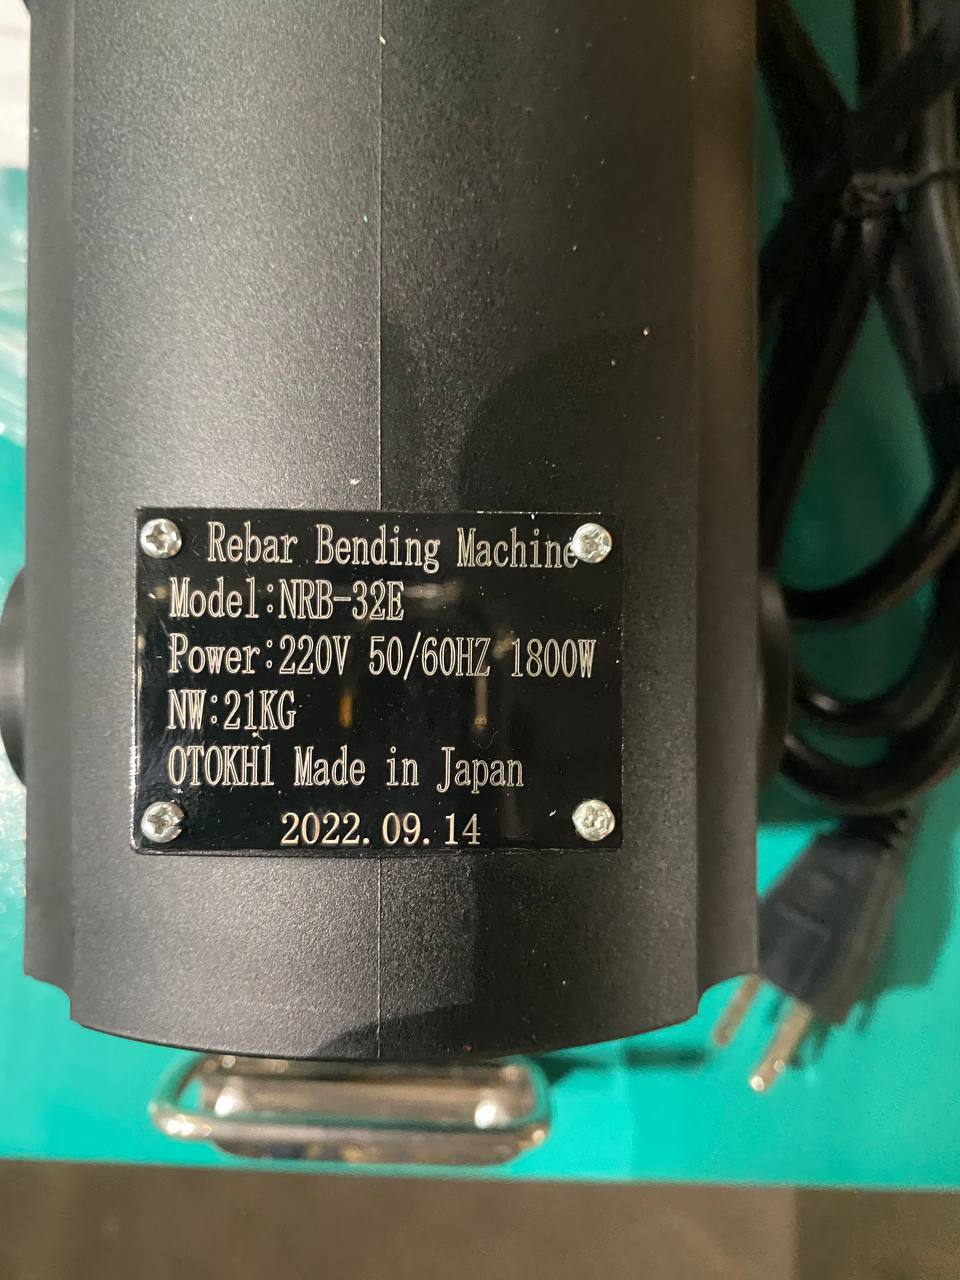 Rebar Bending Machine
Model:NRB-32E
Power:220V 50/60HZ 1800W
NW:21KG
OTOKH1 Made in Japan
2022.09.14